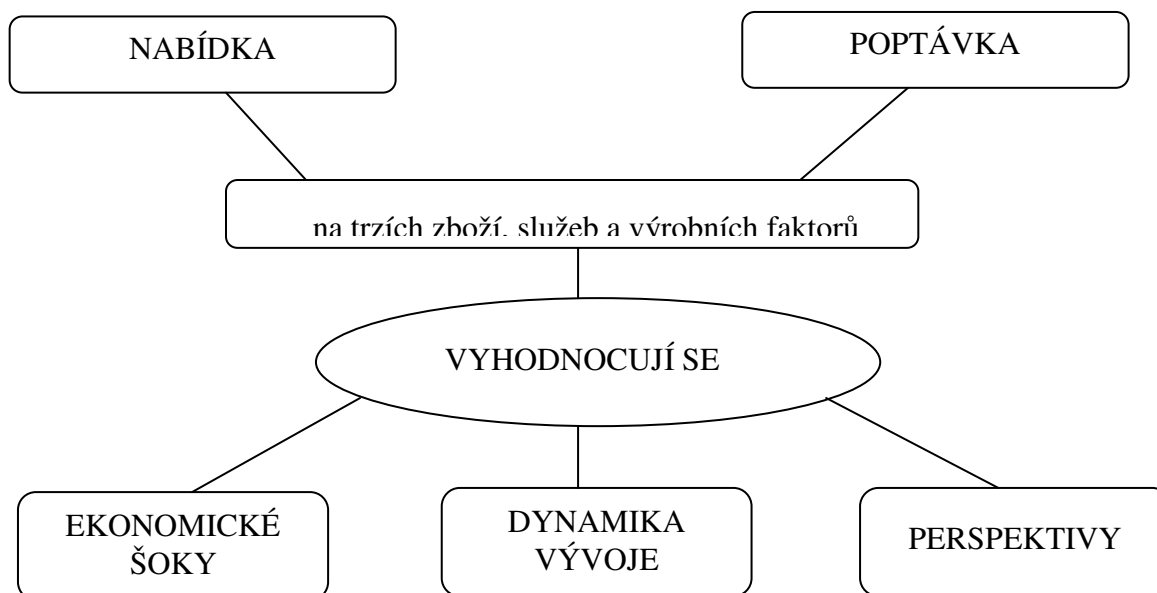 NABÍDKA
POPTÁVKA
na trzích zboží, služeb a výrobních faktorů
VYHODNOCUJÍ SE
EKONOMICKÉ
ŠOKY
DYNAMIKA
VÝVOJE
PERSPEKTIVY